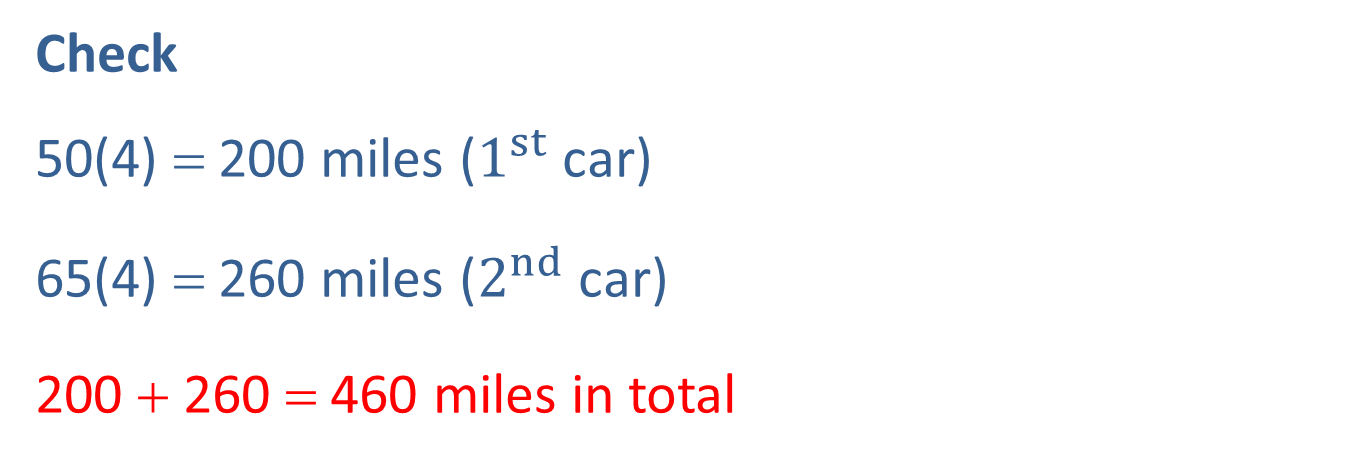 Check
50(4) = 200 miles (1st car)
65(4) = 260 miles (2nd car)
200 + 260 = 460 miles in total